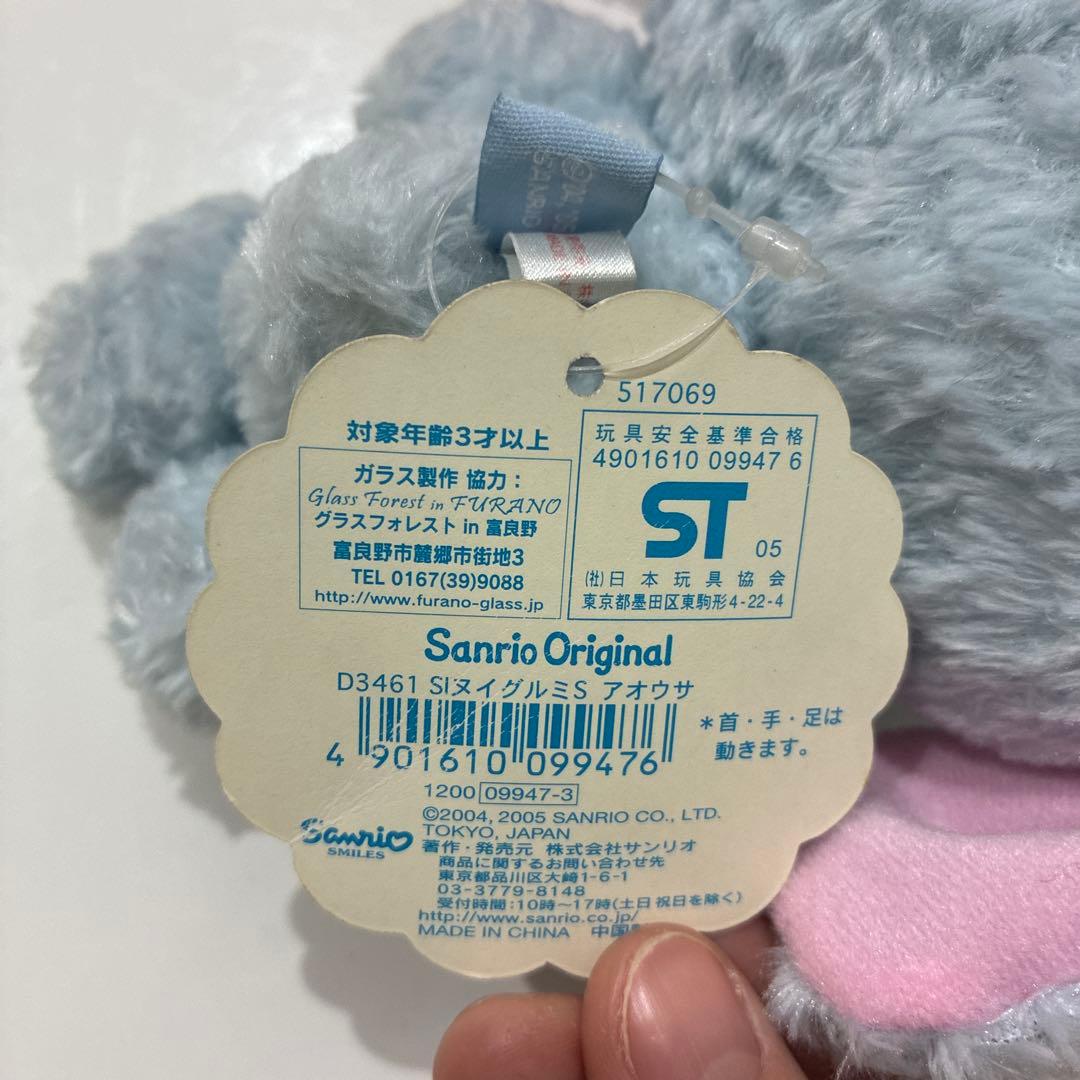 SANRIO
517069
対象年齢3才以上
ガラス製作 協力：
Glass Forest in FURANO
グラスフォレスト in 富良野
富良野市麓郷市街地3
TEL 0167(39)9088
http://www.furano-glass.jp
玩具安全基準合格
4901610 09947 6
ST
05
(社)日本玩具協会
東京都墨田区東駒形4-22-4
Sanrio Original
D3461 SIヌイグルミS アオウサ
4 901610 099476
＊首・手・足は
動きます。
1200 09947-3
©2004, 2005 SANRIO CO., LTD.
TOKYO, JAPAN
Sanrio
SMILES
著作・発売元 株式会社サンリオ
商品に関するお問い合わせ先
東京都品川区大崎1-6-1
03-3779-8148
受付時間：10時～17時(土日祝日を除く)
http://www.sanrio.co.jp/
MADE IN CHINA 中国